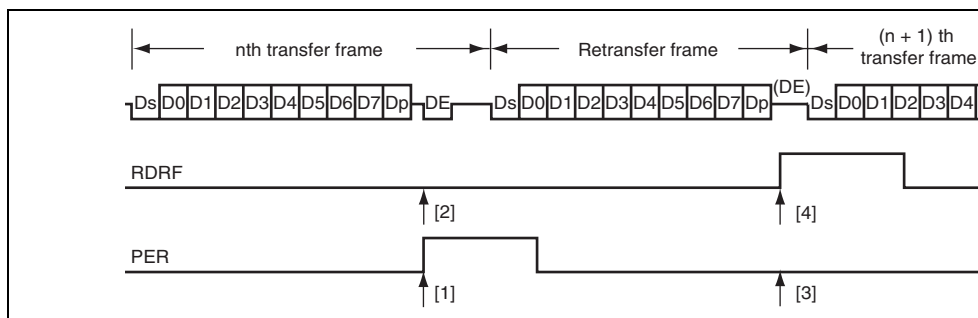 nth transfer frame Retransfer frame (n + 1) th
transfer frame
Ds D0 D1 D2 D3 D4 D5 D6 D7 Dp DE Ds D0 D1 D2 D3 D4 D5 D6 D7 Dp (DE) Ds D0 D1 D2 D3 D4
RDRF
[2] [4]
PER
[1] [3]